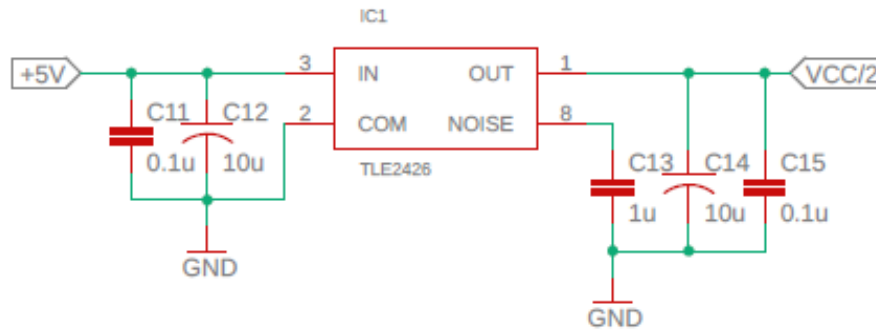 IC1
+5V
3
IN
OUT
1
VCC/2
C11
C12
2
COM
NOISE
8
0.1u
10u
TLE2426
C13
C14
C15
1u
10u
0.1u
GND
GND